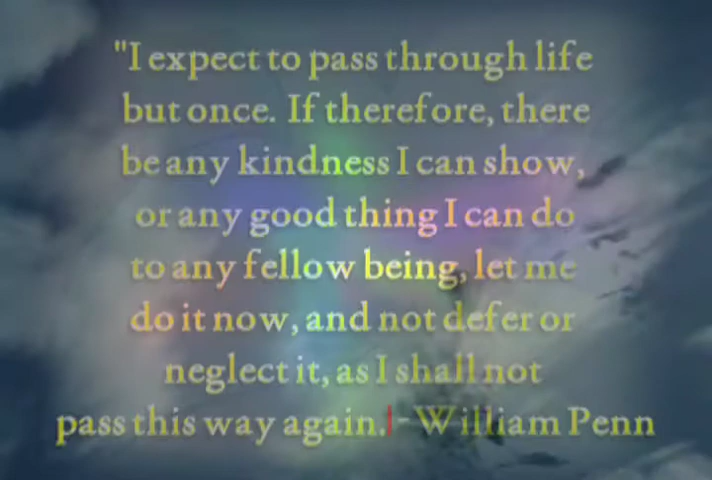 "I expect to pass through life
but once. If therefore, there
be any kindness I can show,
or any good thing I can do
to any fellow being, let me
do it now, and not defer or
neglect it, as I shall not
pass this way again. - William Penn